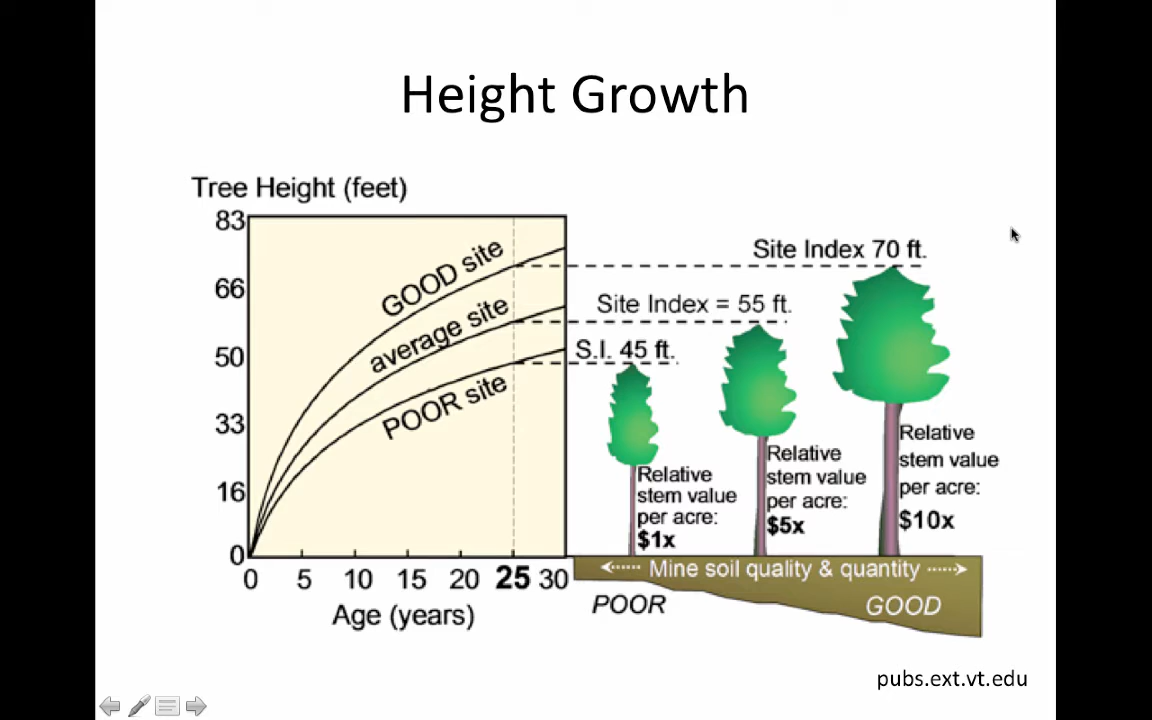 Height Growth
Tree Height (feet)
83
66
50
33
16
0
GOOD site
average site
POOR site
0 5 10 15 20 25 30
Age (years)
Site Index 70 ft.
Site Index = 55 ft.
S.I. 45 ft.
Relative
stem value
per acre:
$1x
Relative
stem value
per acre:
$5x
Relative
stem value
per acre:
$10x
Mine soil quality & quantity
POOR
GOOD
pubs.ext.vt.edu